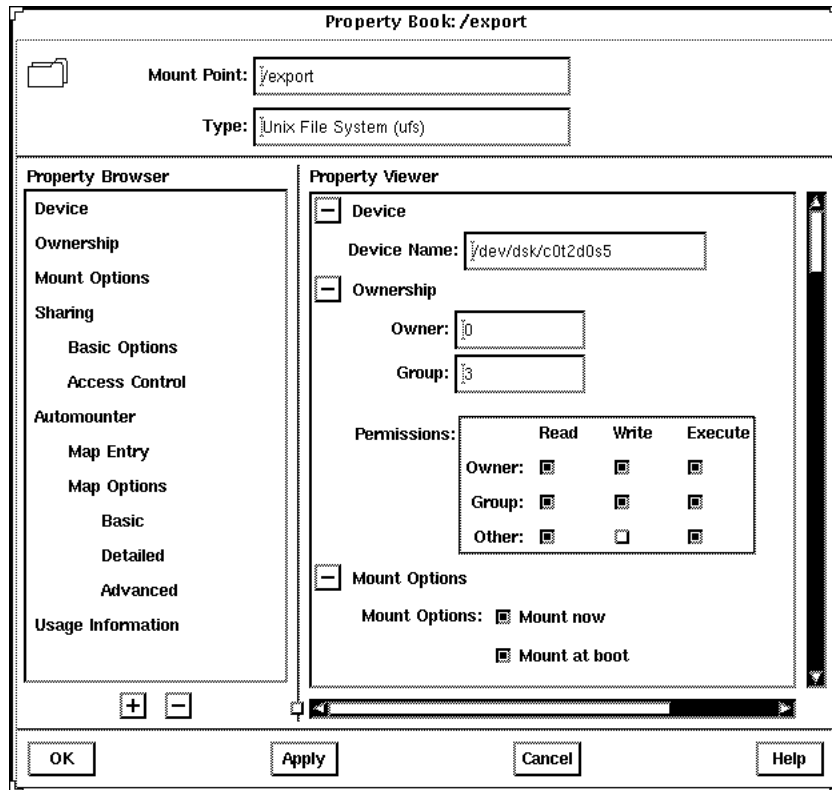 Property Book: /export
Mount Point: /export
Type: Unix File System (ufs)
Property Browser
Device
Ownership
Mount Options
Sharing
Basic Options
Access Control
Automounter
Map Entry
Map Options
Basic
Detailed
Advanced
Usage Information
+ −
Property Viewer
− Device
Device Name: /dev/dsk/c0t2d0s5
− Ownership
Owner: 0
Group: 3
Permissions: Read Write Execute
Owner:
Group:
Other:
− Mount Options
Mount Options: Mount now
Mount at boot
OK Apply Cancel Help